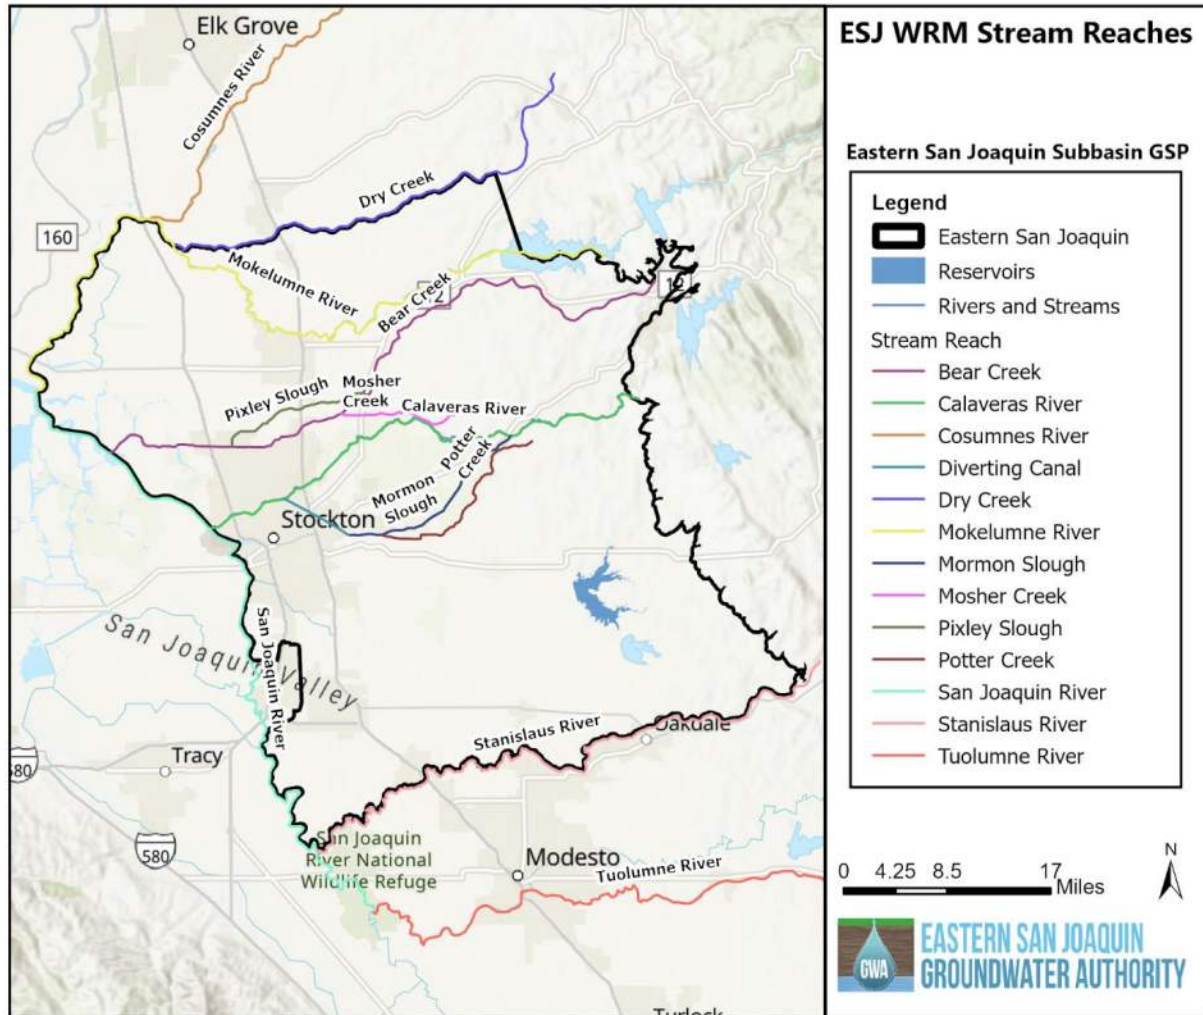 ESJ WRM Stream Reaches
Eastern San Joaquin Subbasin GSP
Legend
Eastern San Joaquin
Reservoirs
Rivers and Streams
Stream Reach
Bear Creek
Calaveras River
Cosumnes River
Diverting Canal
Dry Creek
Mokelumne River
Mormon Slough
Mosher Creek
Pixley Slough
Potter Creek
San Joaquin River
Stanislaus River
Tuolumne River
N
0 4.25 8.5 17
Miles
GWA
EASTERN SAN JOAQUIN
GROUNDWATER AUTHORITY
Elk Grove
Cosumnes River
Dry Creek
160
Mokelumne River
Bear Creek
12
Pixley Slough
Mosher
Creek
Calaveras River
Mormon
Slough
Potter
Creek
Stockton
San Joaquin River
San Joaquin Valley
Tracy
Stanislaus River
Oakdale
580
San Joaquin
River National
Wildlife Refuge
Modesto
Tuolumne River